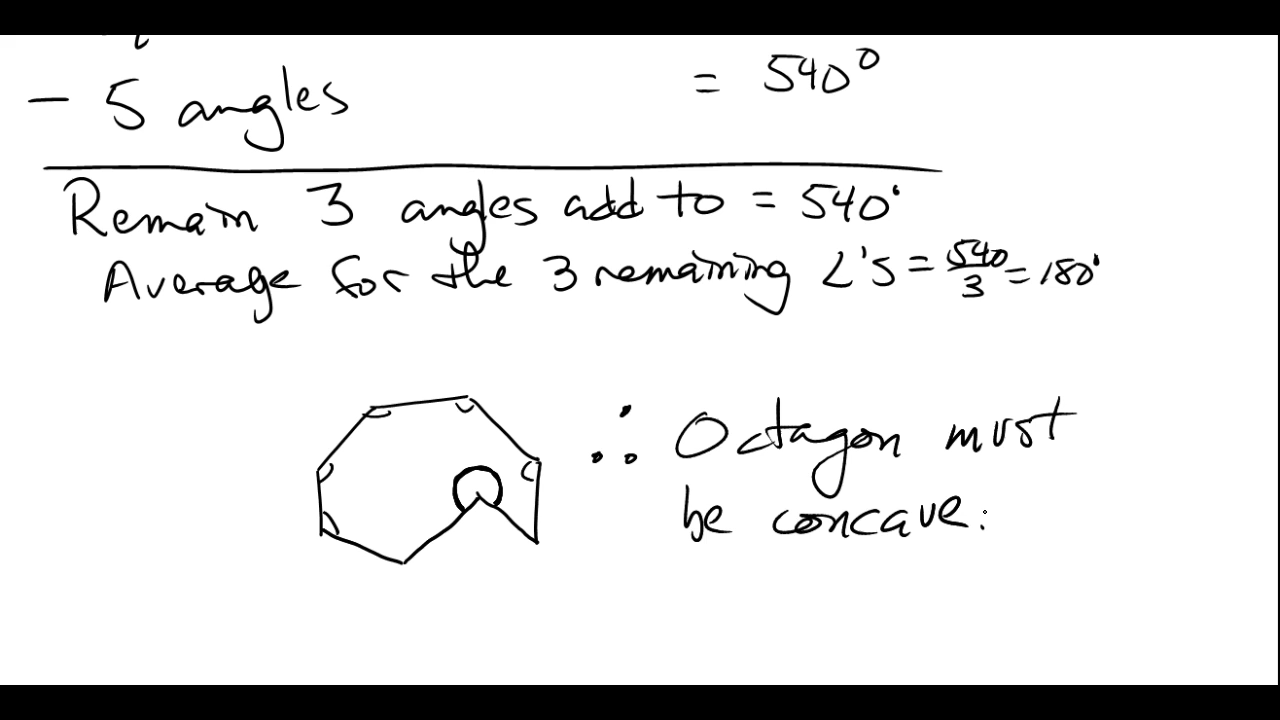 - 5 angles = 540°
Remain 3 angles add to = 540°
Average for the 3 remaining ∠'s = 540/3 = 180°
∴ Octagon must
be concave.